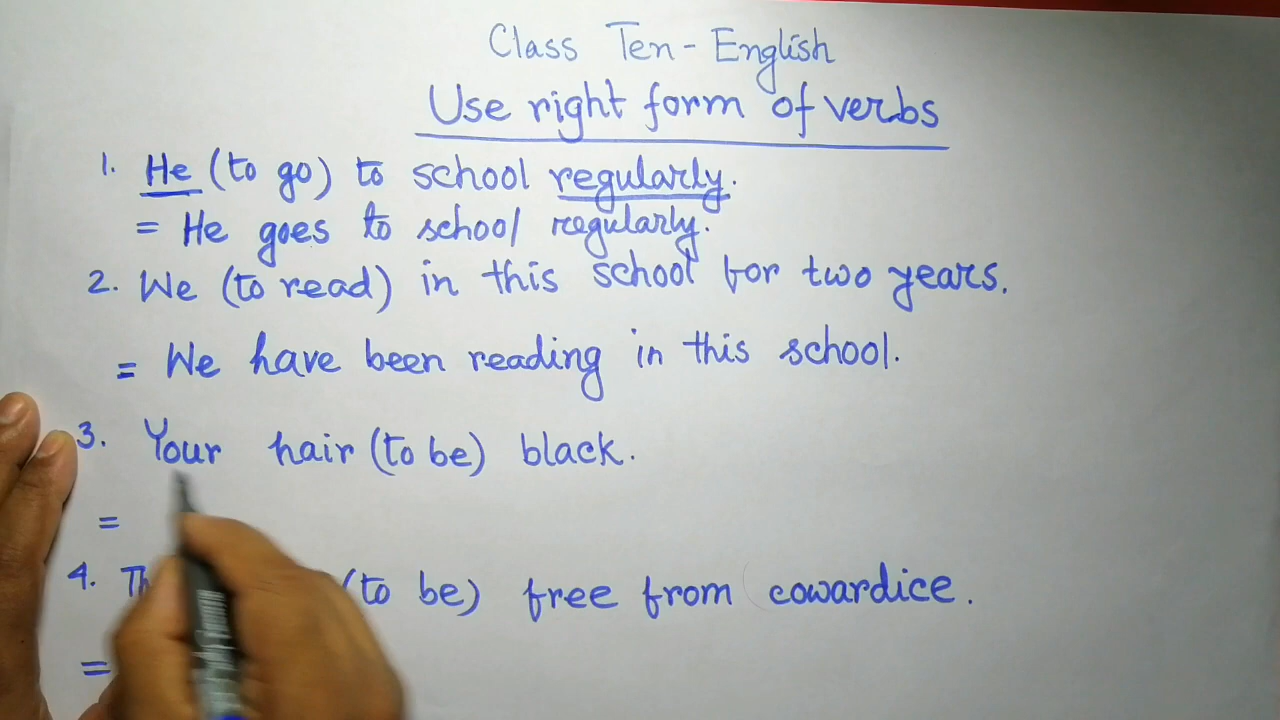 Class Ten - English
Use right form of verbs
1. He (to go) to school regularly.
= He goes to school regularly.
2. We (to read) in this school for two years.
= We have been reading in this school.
3. Your hair (to be) black.
=
4. (to be) free from cowardice.
=